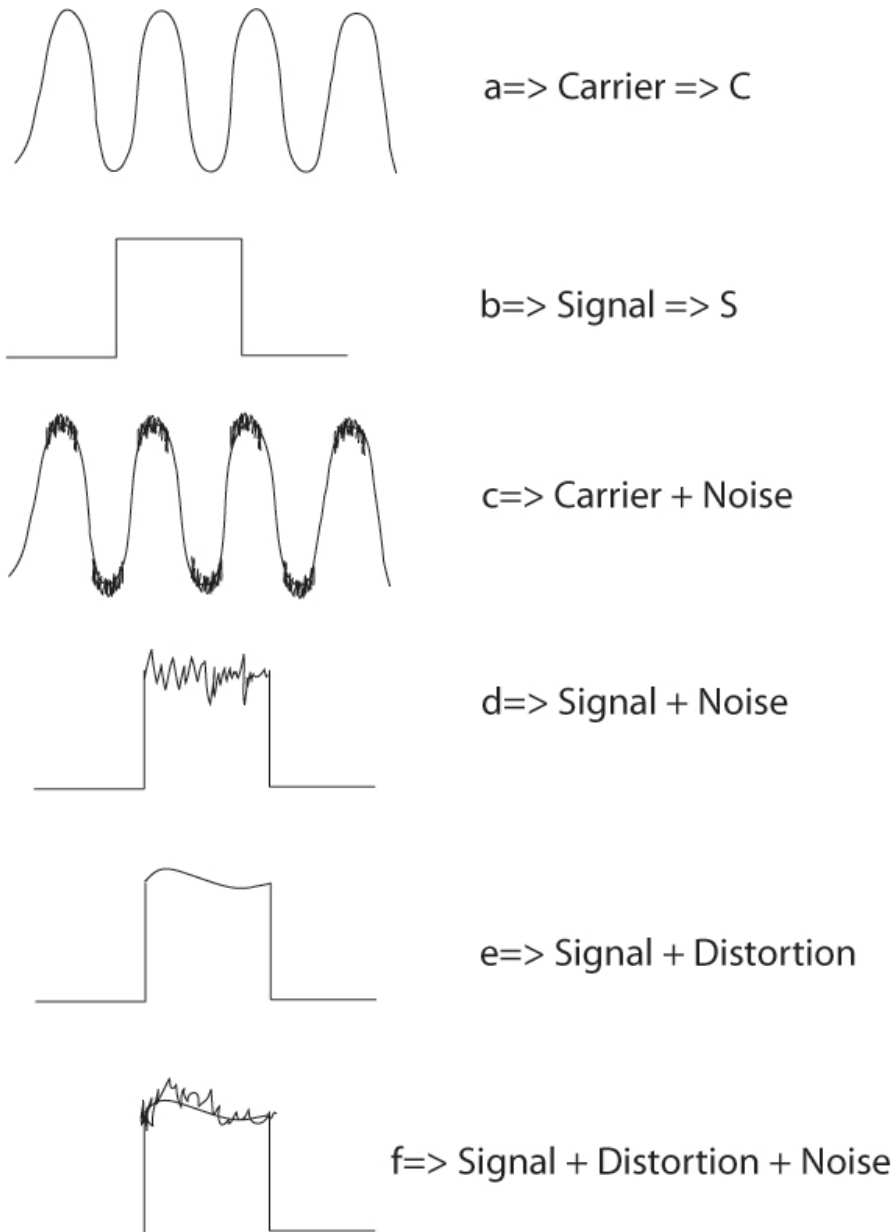 a=> Carrier => C
b=> Signal => S
c=> Carrier + Noise
d=> Signal + Noise
e=> Signal + Distortion
f=> Signal + Distortion + Noise